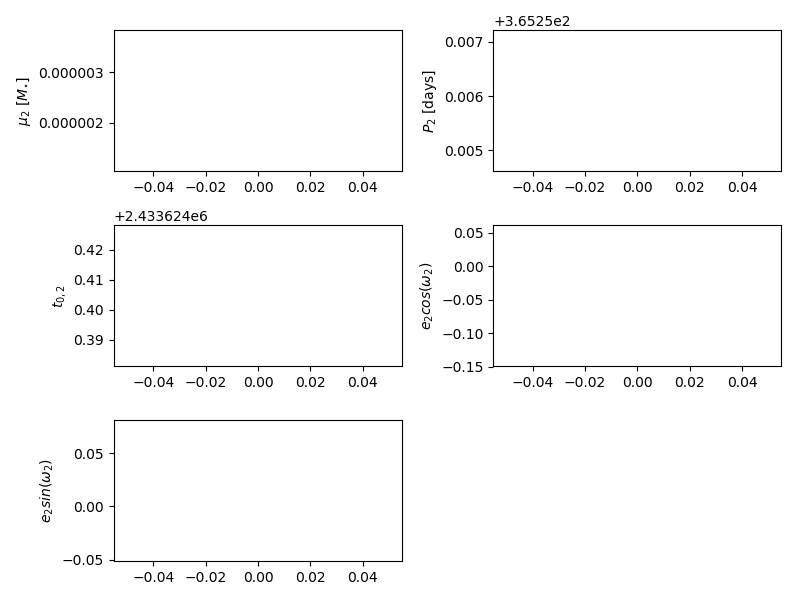 0.000003
0.000002
μ₂ [M⋆]
−0.04 −0.02 0.00 0.02 0.04
+3.6525e2
0.007
0.006
0.005
P₂ [days]
−0.04 −0.02 0.00 0.02 0.04
+2.433624e6
0.42
0.41
0.40
0.39
t₀,₂
−0.04 −0.02 0.00 0.02 0.04
0.05
0.00
−0.05
−0.10
−0.15
e₂cos(ω₂)
−0.04 −0.02 0.00 0.02 0.04
0.05
0.00
−0.05
e₂sin(ω₂)
−0.04 −0.02 0.00 0.02 0.04